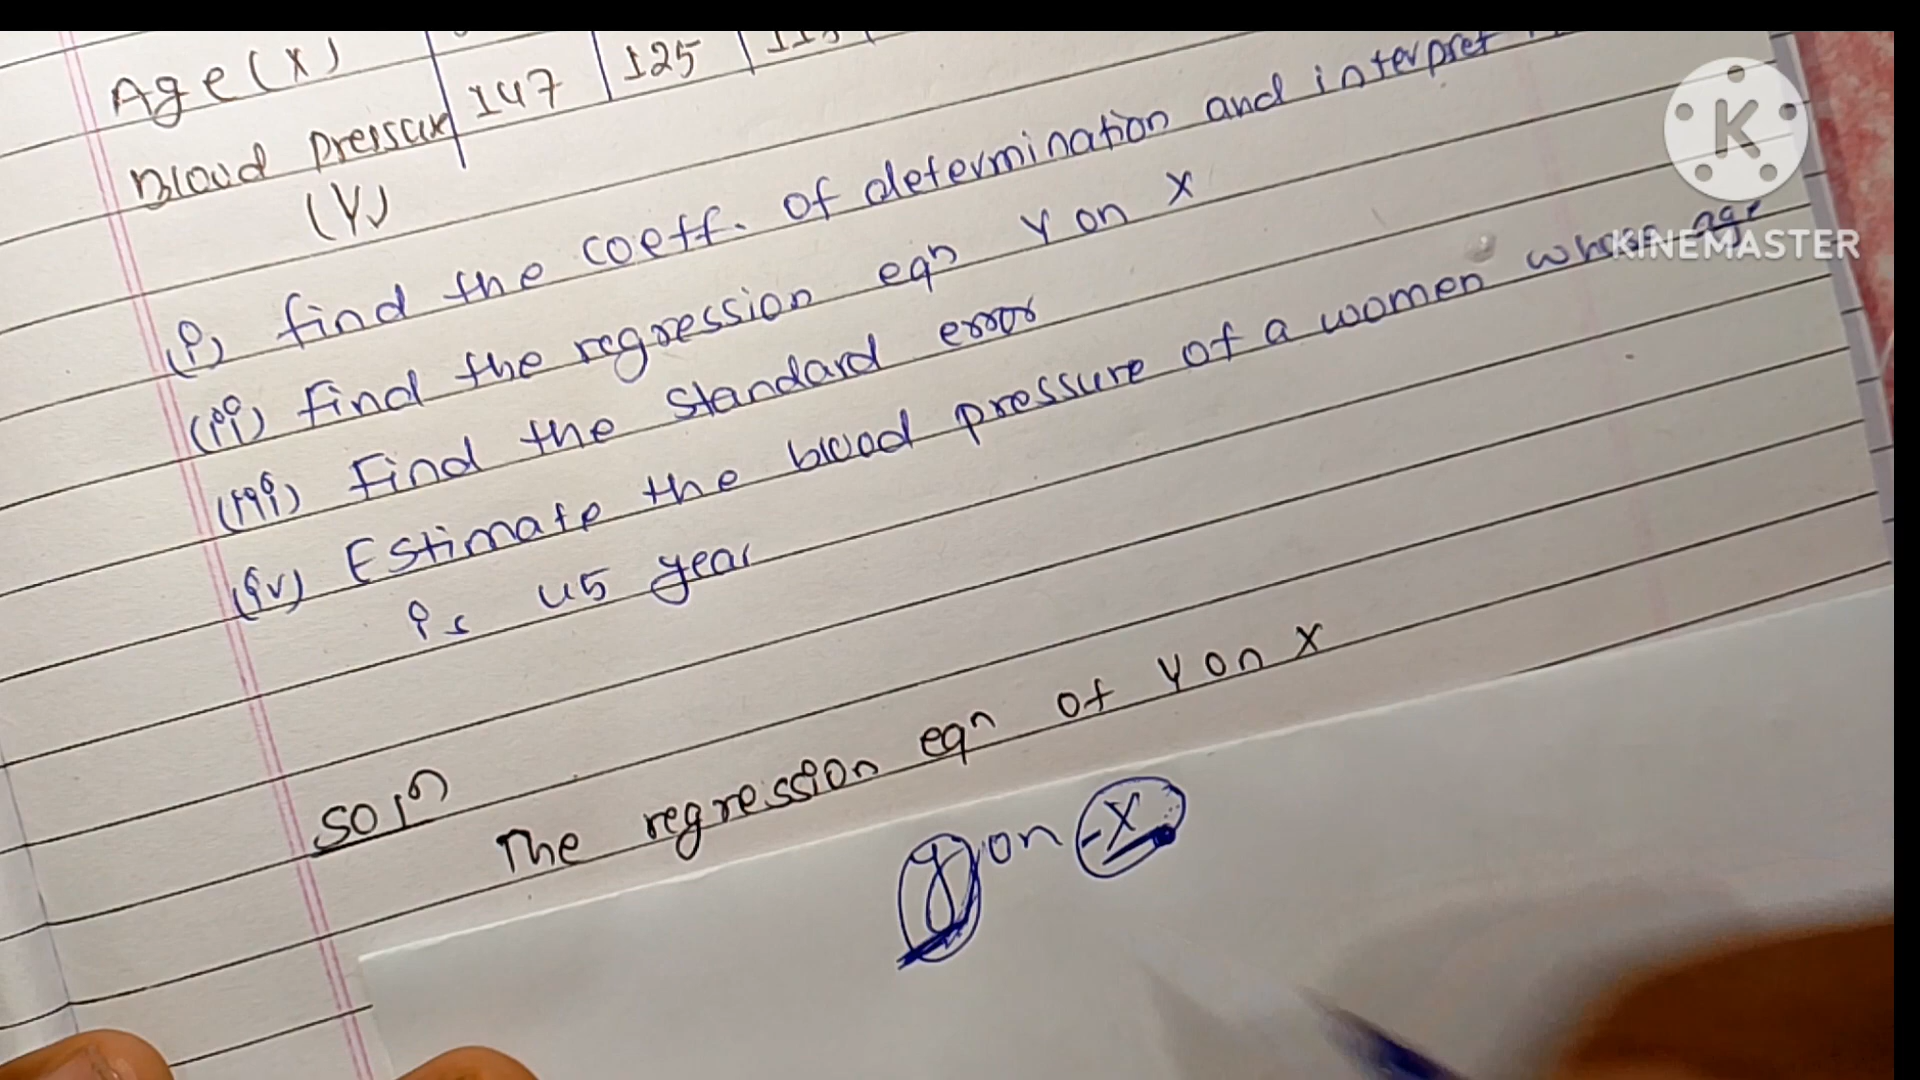 Age (X)
Blood pressure 147 125
(Y)
(i) find the coeff. of determination and interpret
(ii) Find the regression eqn Y on X
(iii) Find the standard error
(iv) Estimate the blood pressure of a women whose age
is 45 year
Soln
The regression eqn of Y on X
y on x
K
KINEMASTER